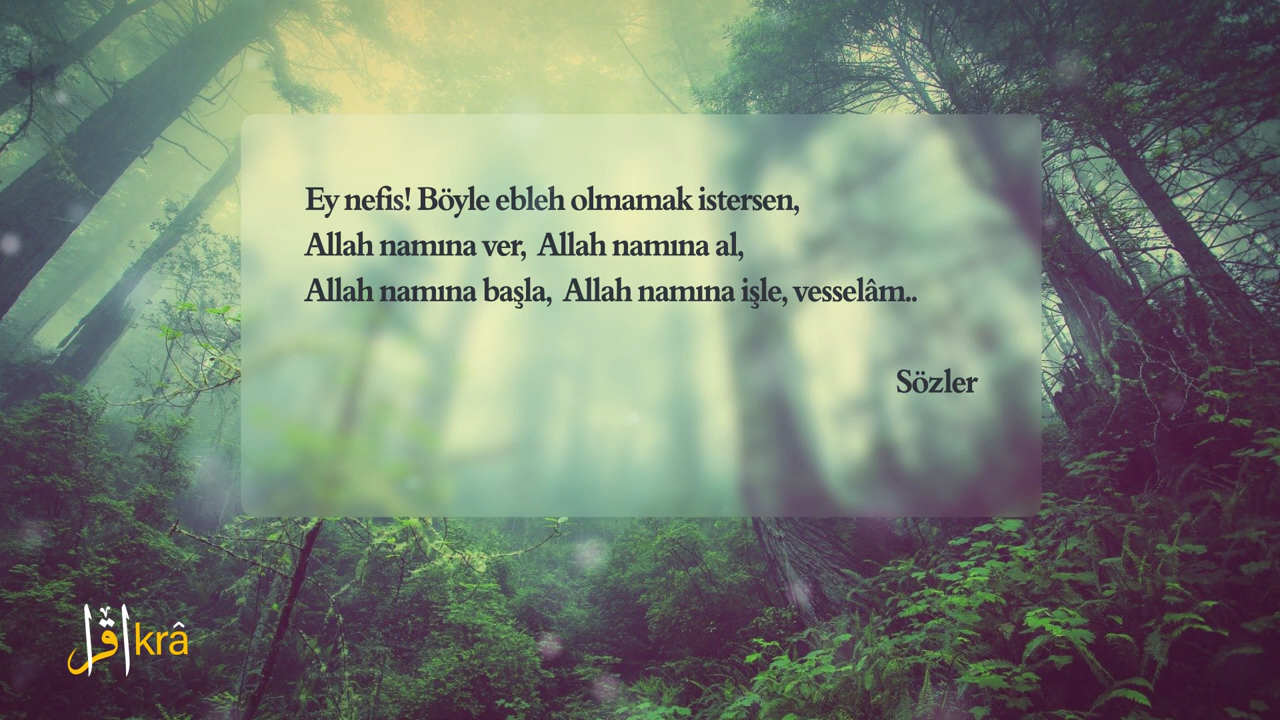 Ey nefis! Böyle ebleh olmamak istersen,
Allah namına ver, Allah namına al,
Allah namına başla, Allah namına işle, vesselâm..
Sözler
اقرأ krâ